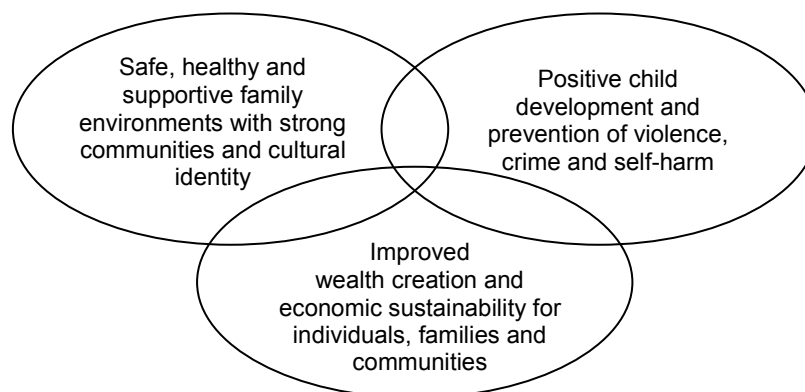 Safe, healthy and
supportive family
environments with strong
communities and cultural
identity
Positive child
development and
prevention of violence,
crime and self-harm
Improved
wealth creation and
economic sustainability for
individuals, families and
communities